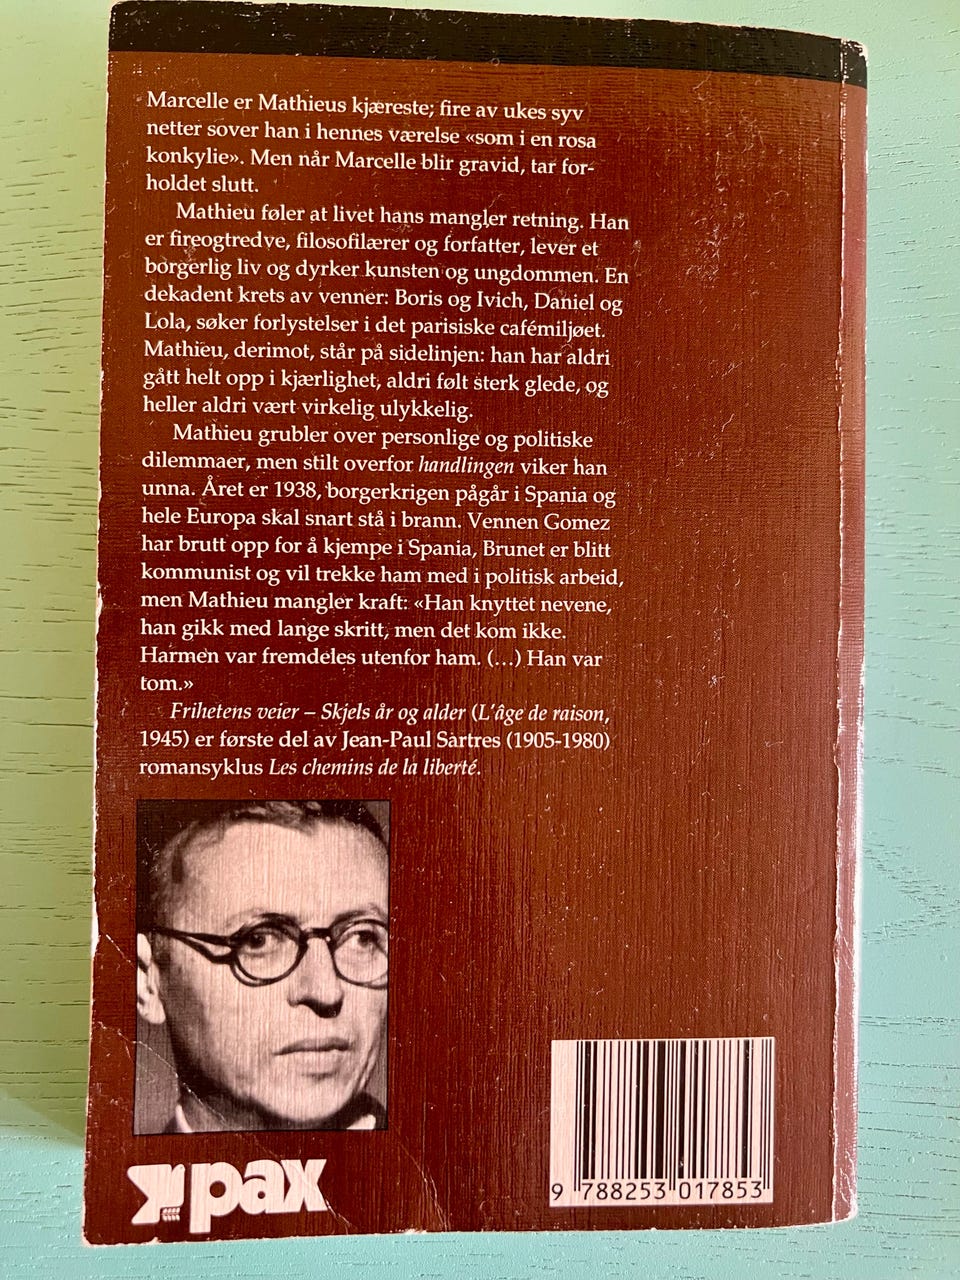 Marcelle er Mathieus kjæreste; fire av ukes syv
netter sover han i hennes værelse «som i en rosa
konkylie». Men når Marcelle blir gravid, tar for-
holdet slutt.
Mathieu føler at livet hans mangler retning. Han
er fireogtredve, filosofilærer og forfatter, lever et
borgerlig liv og dyrker kunsten og ungdommen. En
dekadent krets av venner: Boris og Ivich, Daniel og
Lola, søker forlystelser i det parisiske cafémiljøet.
Mathieu, derimot, står på sidelinjen: han har aldri
gått helt opp i kjærlighet, aldri følt sterk glede, og
heller aldri vært virkelig ulykkelig.
Mathieu grubler over personlige og politiske
dilemmaer, men stilt overfor handlingen viker han
unna. Året er 1938, borgerkrigen pågår i Spania og
hele Europa skal snart stå i brann. Vennen Gomez
har brutt opp for å kjempe i Spania, Brunet er blitt
kommunist og vil trekke ham med i politisk arbeid,
men Mathieu mangler kraft: «Han knyttet nevene,
han gikk med lange skritt, men det kom ikke.
Harmen var fremdeles utenfor ham. (…) Han var
tom.»
Frihetens veier – Skjels år og alder (L'âge de raison,
1945) er første del av Jean-Paul Sartres (1905-1980)
romansyklus Les chemins de la liberté.
pax
9 788253 017853